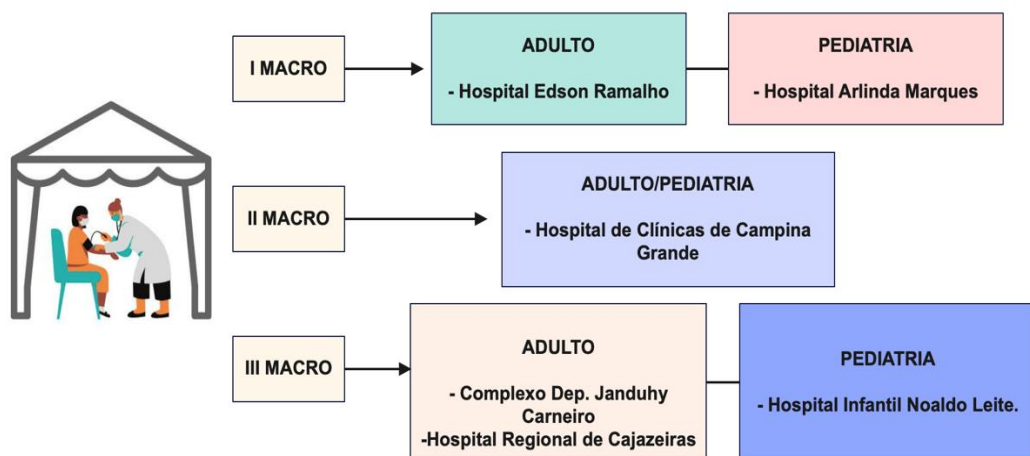 I MACRO
ADULTO
- Hospital Edson Ramalho
PEDIATRIA
- Hospital Arlinda Marques
II MACRO
ADULTO/PEDIATRIA
- Hospital de Clínicas de Campina
Grande
III MACRO
ADULTO
- Complexo Dep. Janduhy
Carneiro
-Hospital Regional de Cajazeiras
PEDIATRIA
- Hospital Infantil Noaldo Leite.